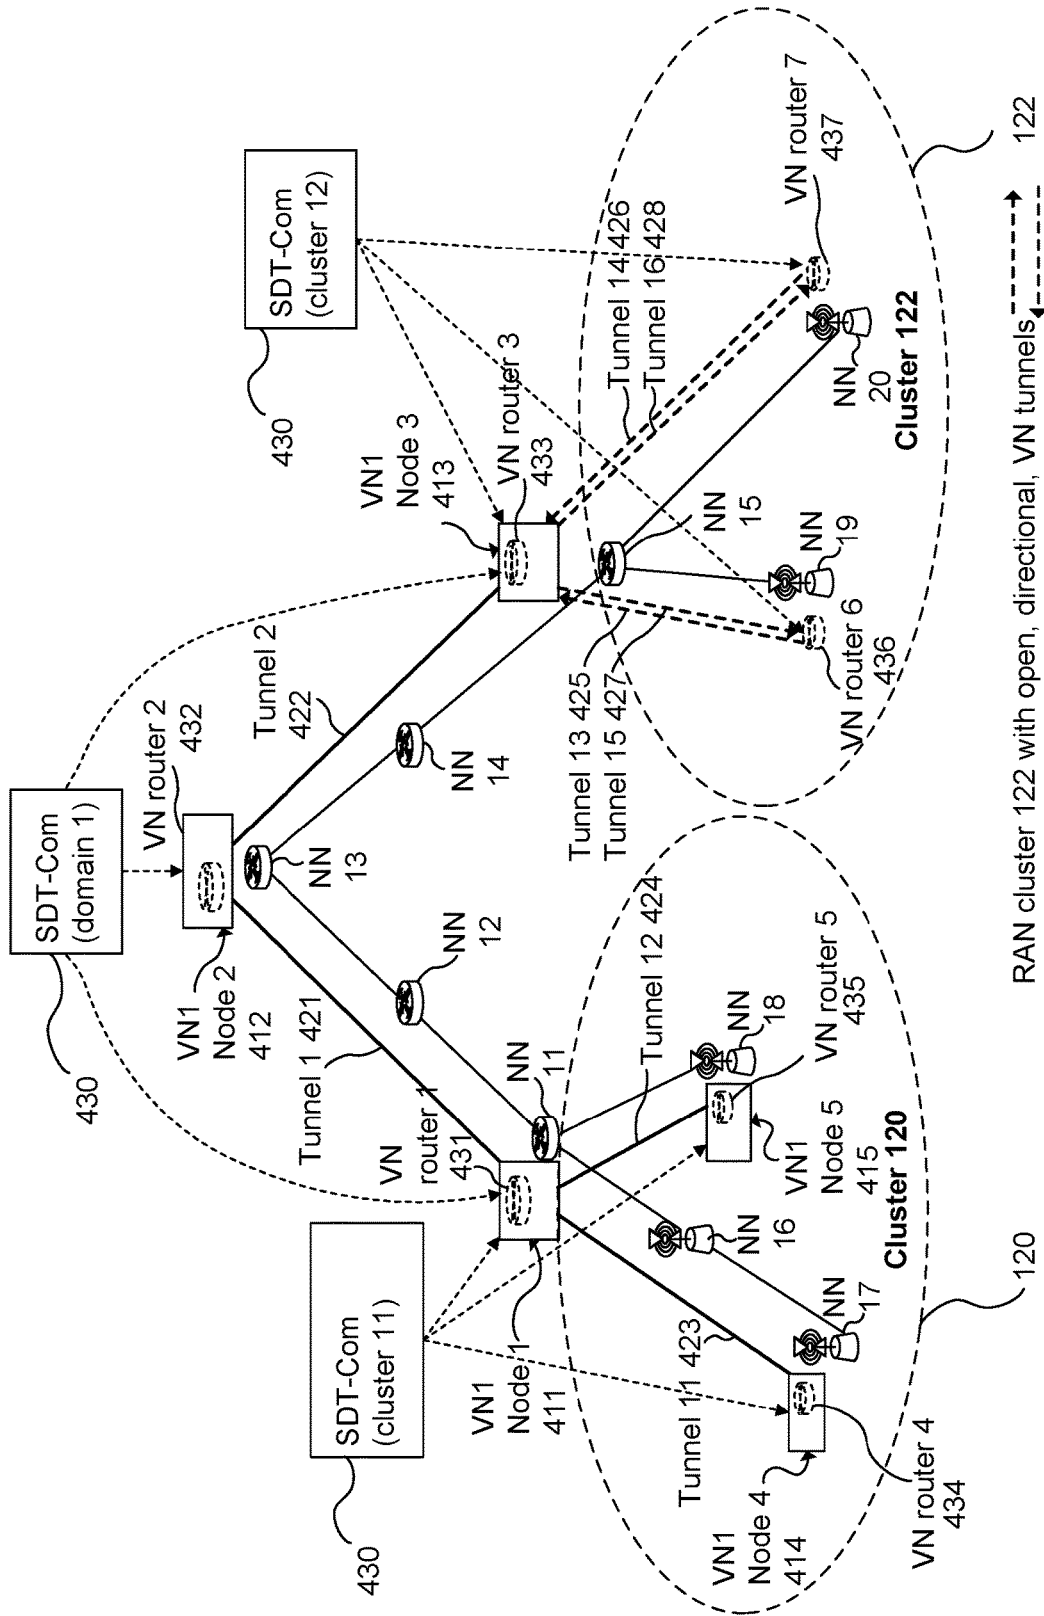 SDT-Com
(domain 1)
430
VN router 2
432
VN1
Node 2
412
NN
13
SDT-Com
(cluster 11)
430
SDT-Com
(cluster 12)
430
Tunnel 1 421
Tunnel 2
422
NN
12
NN
14
VN
router 1
431
NN
11
VN1
Node 1
411
VN1
Node 3
413
VN router 3
433
NN
15
Tunnel 11 423
Tunnel 12 424
Tunnel 13 425
Tunnel 15 427
Tunnel 14 426
Tunnel 16 428
NN
16
NN
17
NN
18
NN
19
NN
20
VN1
Node 4
414
VN router 4
434
VN1
Node 5
415
VN router 5
435
VN router 6
436
VN router 7
437
Cluster 120
Cluster 122
120
122
RAN cluster 122 with open, directional, VN tunnels